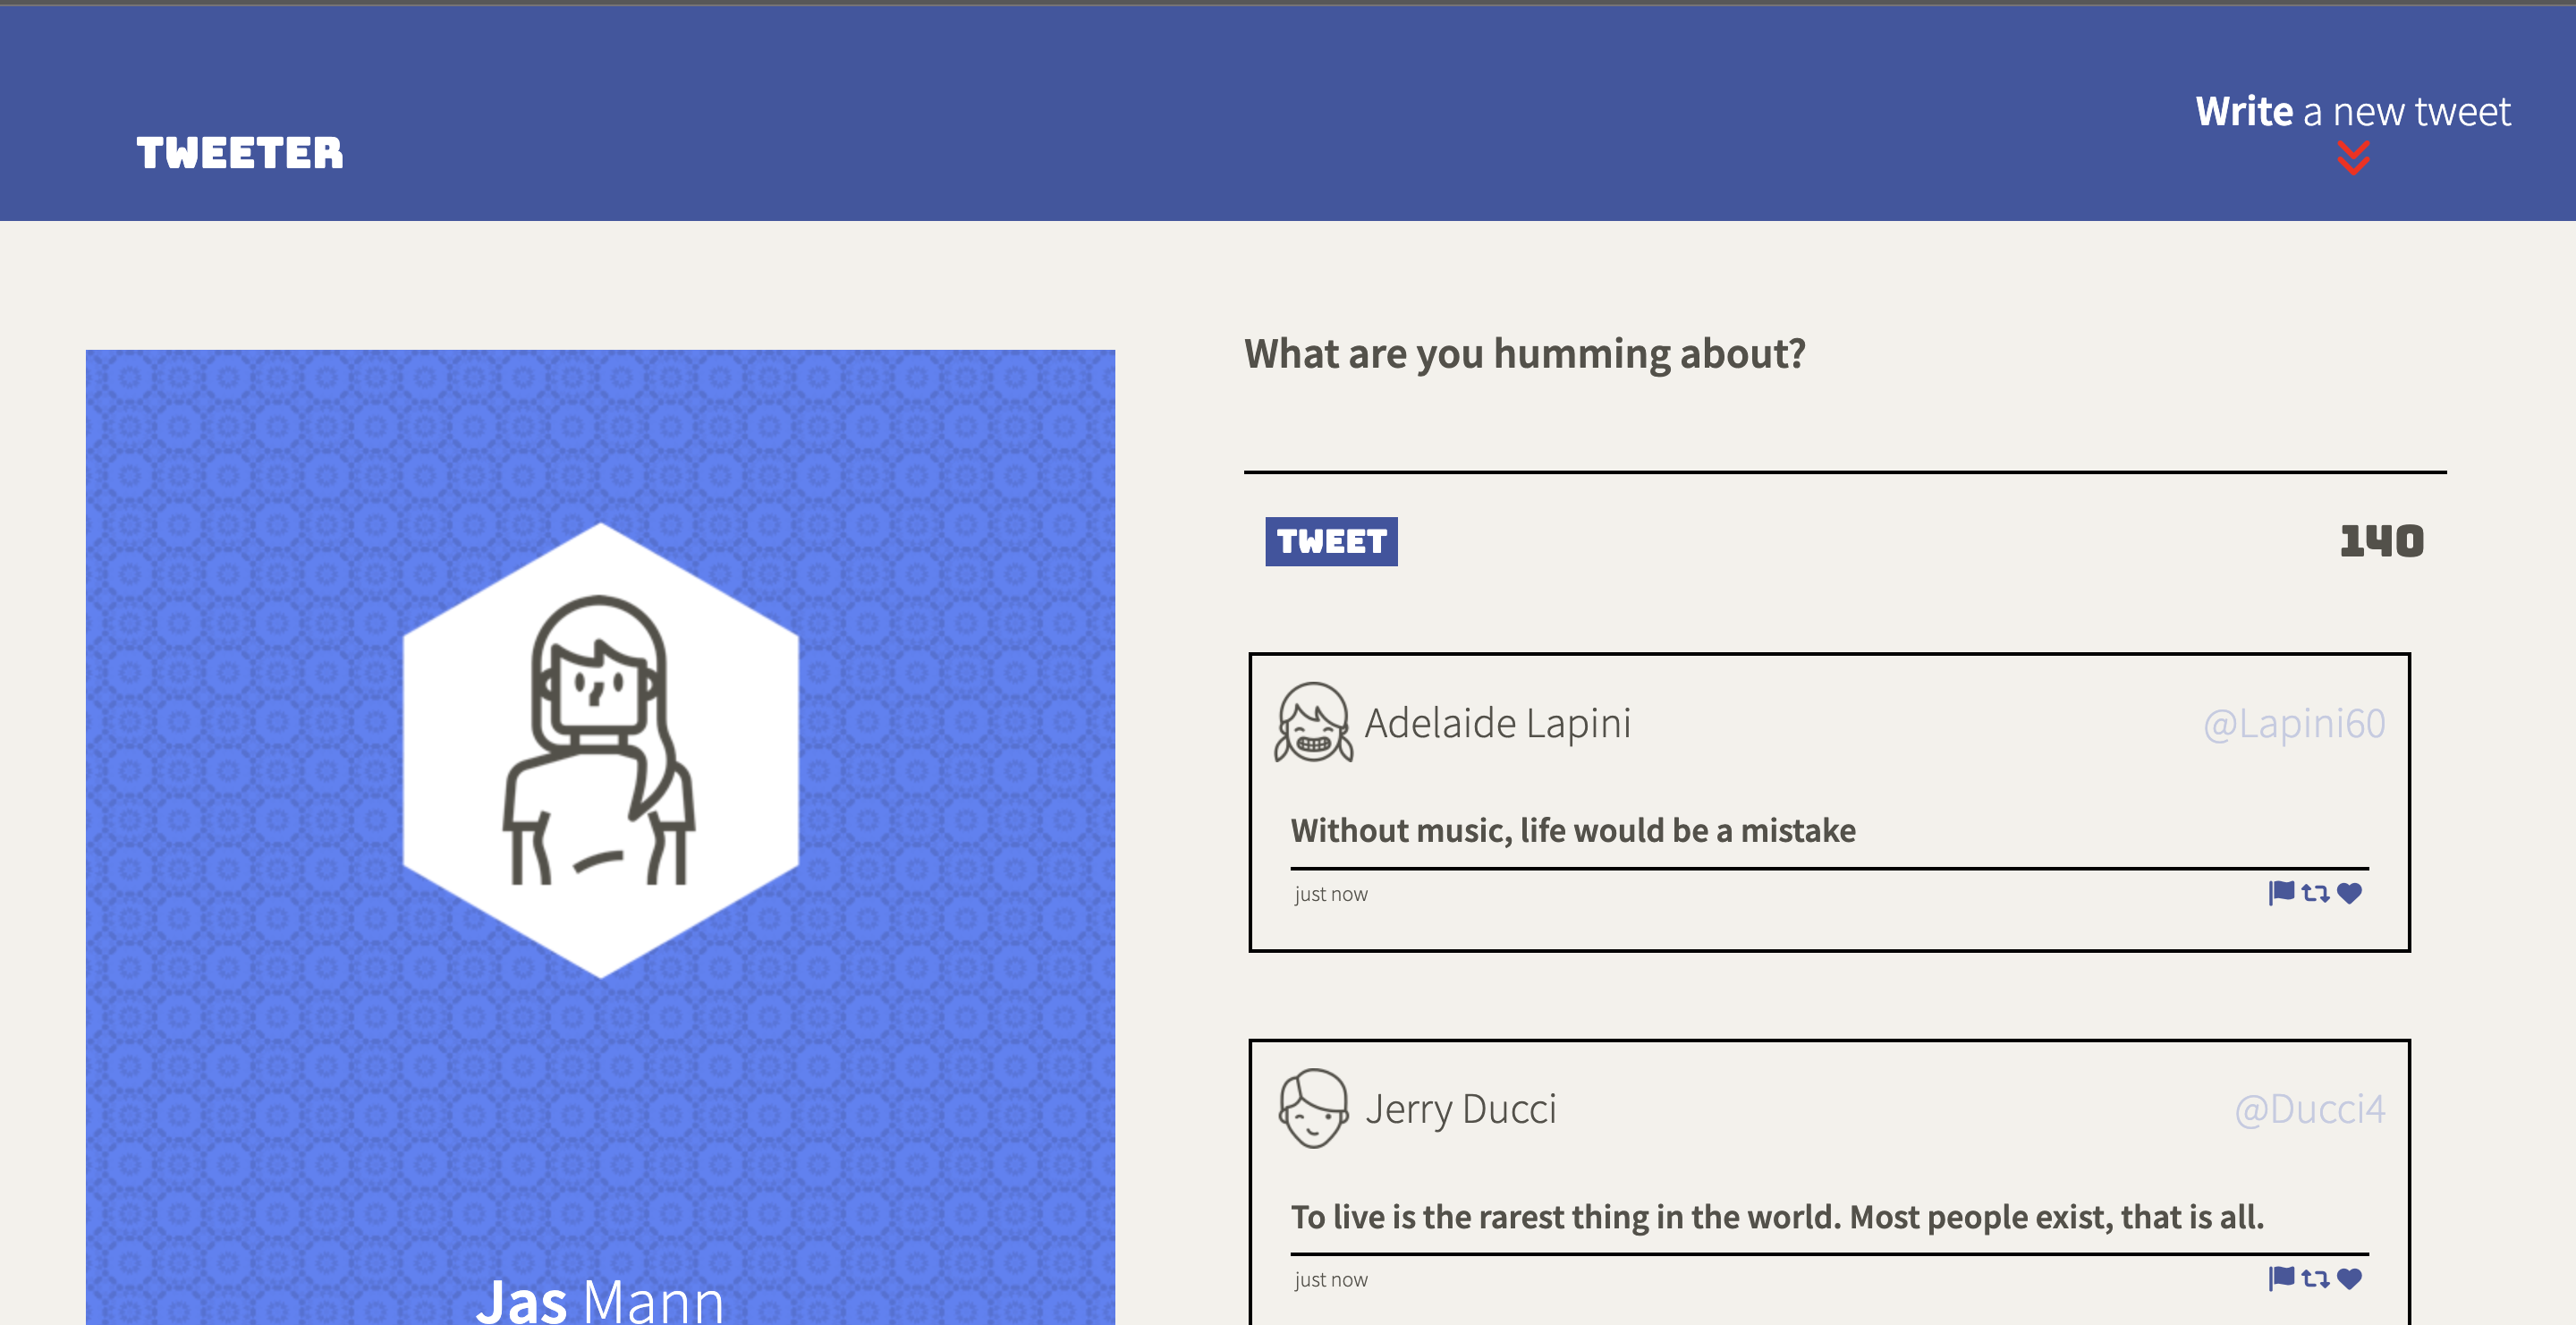 TWEETER
Write a new tweet
What are you humming about?
TWEET
140
Adelaide Lapini
@Lapini60
Without music, life would be a mistake
just now
Jerry Ducci
@Ducci4
To live is the rarest thing in the world. Most people exist, that is all.
just now
Jas Mann